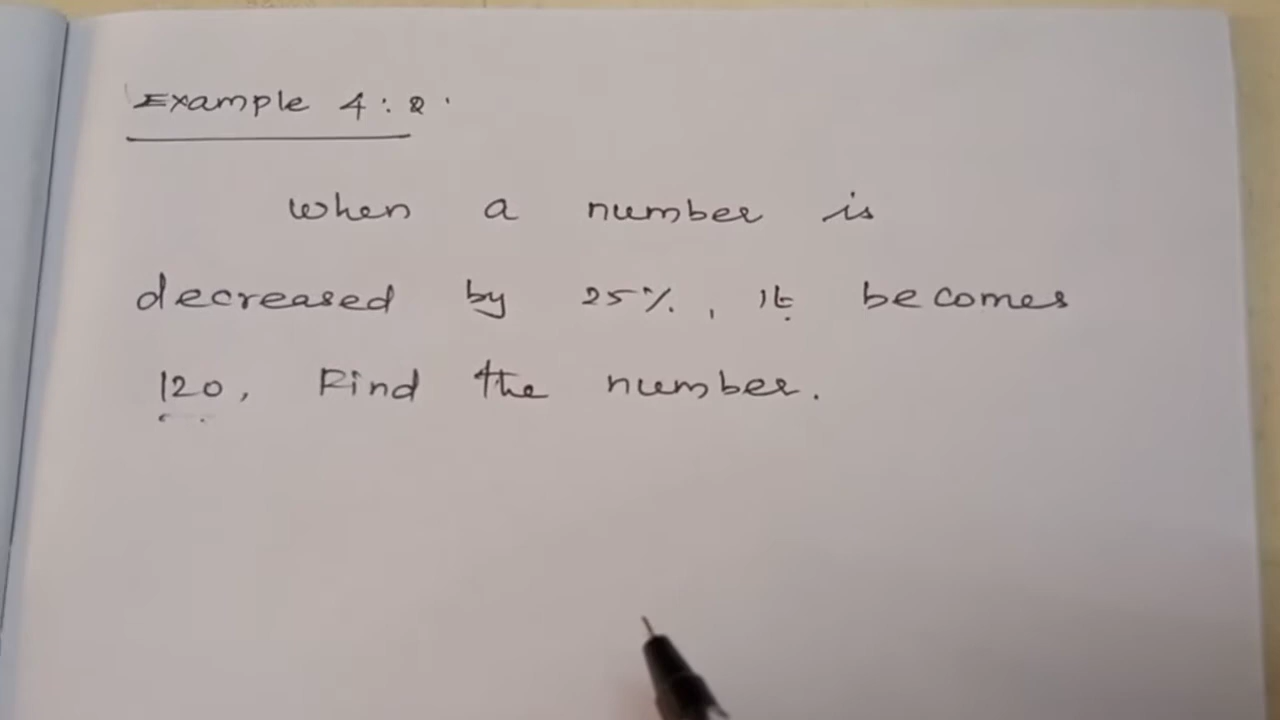 Example 4:2.
When a number is
decreased by 25%, it becomes
120, Find the number.